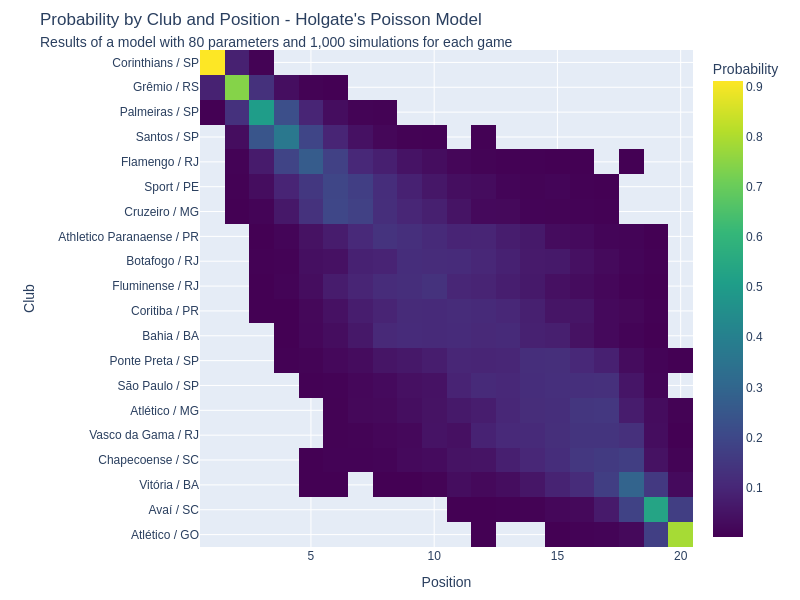 Probability by Club and Position - Holgate's Poisson Model
Results of a model with 80 parameters and 1,000 simulations for each game
Probability
Corinthians / SP
Grêmio / RS
Palmeiras / SP
Santos / SP
Flamengo / RJ
Sport / PE
Cruzeiro / MG
Athletico Paranaense / PR
Botafogo / RJ
Fluminense / RJ
Coritiba / PR
Bahia / BA
Ponte Preta / SP
São Paulo / SP
Atlético / MG
Vasco da Gama / RJ
Chapecoense / SC
Vitória / BA
Avaí / SC
Atlético / GO
Club
5
10
15
20
Position
0.9
0.8
0.7
0.6
0.5
0.4
0.3
0.2
0.1